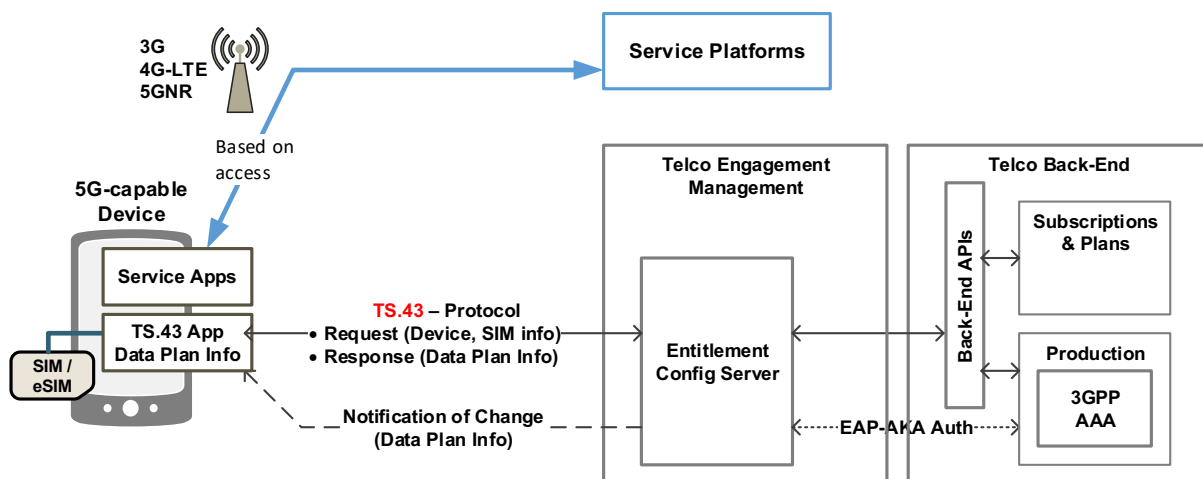 3G
4G-LTE
5GNR
Service Platforms
Based on
access
5G-capable
Device
Service Apps
TS.43 App
Data Plan Info
SIM /
eSIM
TS.43 – Protocol
• Request (Device, SIM info)
• Response (Data Plan Info)
Notification of Change
(Data Plan Info)
Telco Engagement
Management
Entitlement
Config Server
EAP-AKA Auth
Telco Back-End
Back-End APIs
Subscriptions
& Plans
Production
3GPP
AAA